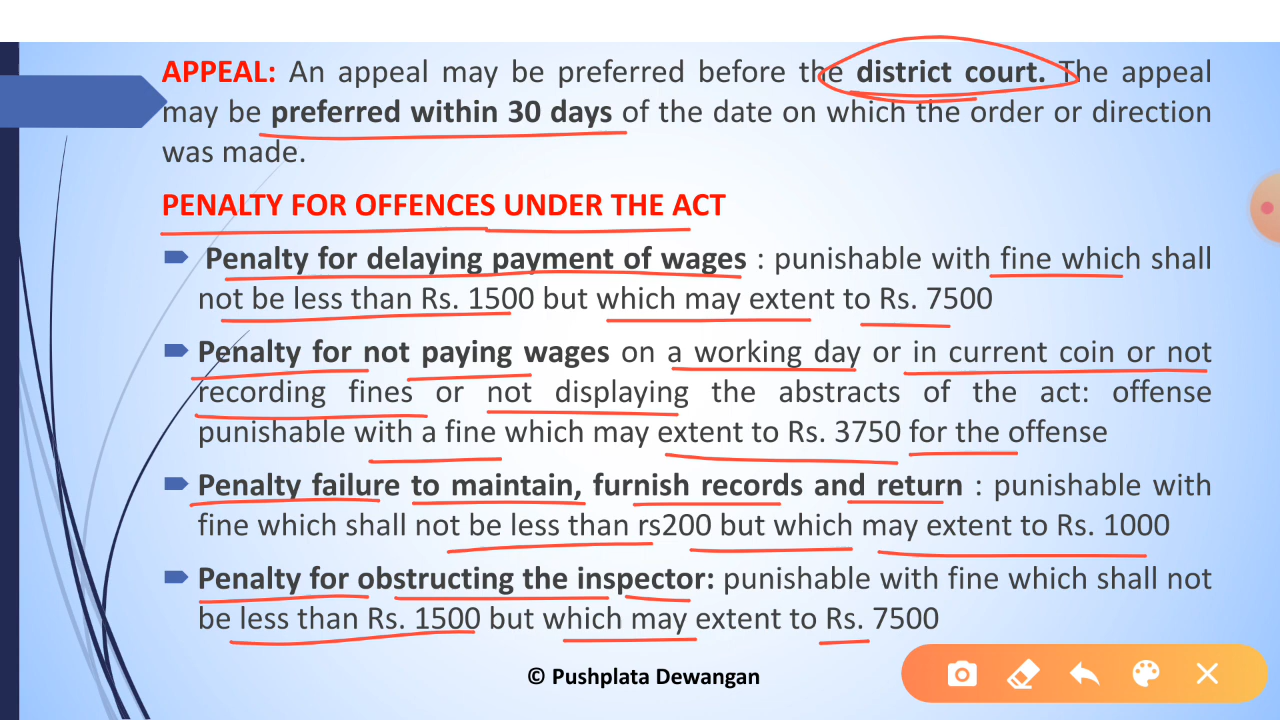 APPEAL: An appeal may be preferred before the district court. The appeal
may be preferred within 30 days of the date on which the order or direction
was made.
PENALTY FOR OFFENCES UNDER THE ACT
Penalty for delaying payment of wages : punishable with fine which shall
not be less than Rs. 1500 but which may extent to Rs. 7500
Penalty for not paying wages on a working day or in current coin or not
recording fines or not displaying the abstracts of the act: offense
punishable with a fine which may extent to Rs. 3750 for the offense
Penalty failure to maintain, furnish records and return : punishable with
fine which shall not be less than rs200 but which may extent to Rs. 1000
Penalty for obstructing the inspector: punishable with fine which shall not
be less than Rs. 1500 but which may extent to Rs. 7500
© Pushplata Dewangan